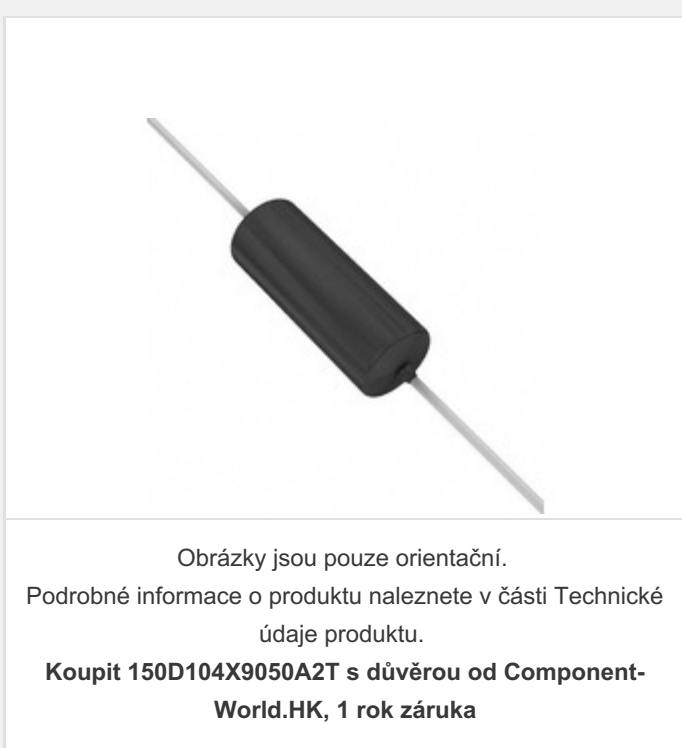 Obrázky jsou pouze orientační.
Podrobné informace o produktu naleznete v části Technické
údaje produktu.
Koupit 150D104X9050A2T s důvěrou od Component-
World.HK, 1 rok záruka